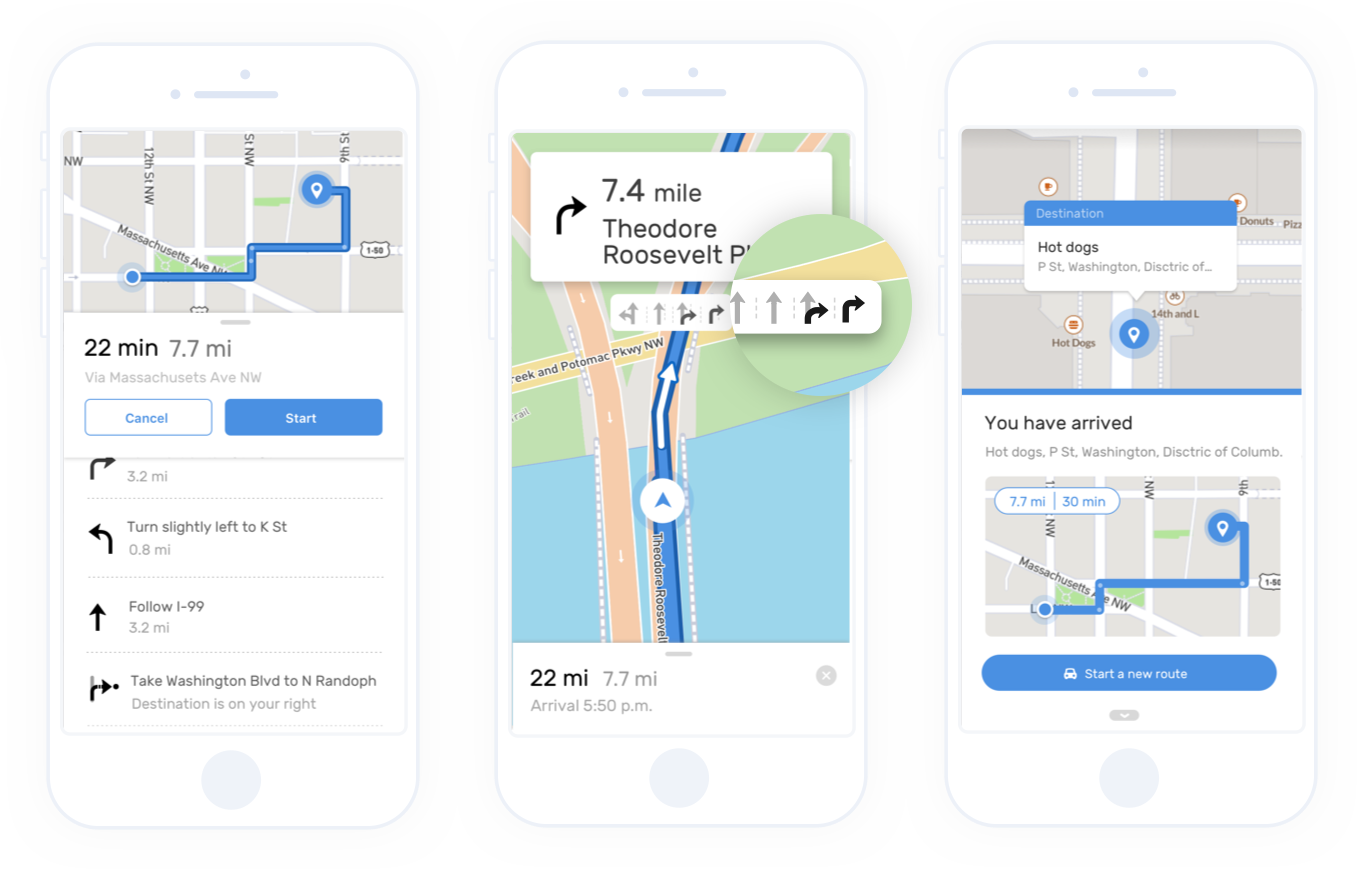 NW
12th St NW
St NW
9th St
Massachusetts Ave NW
1-50
22 min 7.7 mi
Via Massachusets Ave NW
Cancel
Start
3.2 mi
Turn slightly left to K St
0.8 mi
Follow I-99
3.2 mi
Take Washington Blvd to N Randoph
Destination is on your right
7.4 mile
Theodore
Roosevelt
reek and Potomac Pkwy NW
rail
Theodore Roosevel
22 mi 7.7 mi
Arrival 5:50 p.m.
Destination
Hot dogs
P St, Washington, Disctric of...
Donuts
Pizz
14th and L
Hot Dogs
You have arrived
Hot dogs, P St, Washington, Disctric of Columb.
7.7 mi | 30 min
NW
NW
9th
Massachusetts Ave NW
1-50
Start a new route